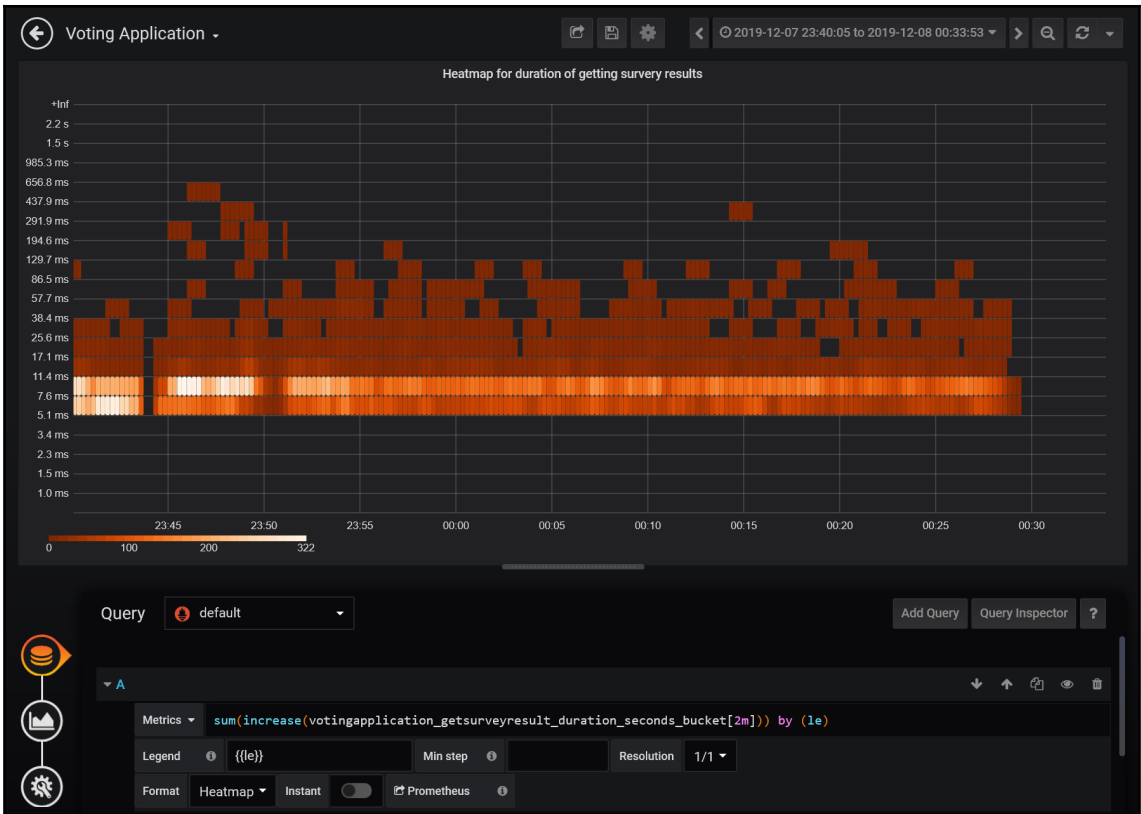 Voting Application
2019-12-07 23:40:05 to 2019-12-08 00:33:53
Heatmap for duration of getting survery results
+Inf
2.2 s
1.5 s
985.3 ms
656.8 ms
437.9 ms
291.9 ms
194.6 ms
129.7 ms
86.5 ms
57.7 ms
38.4 ms
25.6 ms
17.1 ms
11.4 ms
7.6 ms
5.1 ms
3.4 ms
2.3 ms
1.5 ms
1.0 ms
23:45 23:50 23:55 00:00 00:05 00:10 00:15 00:20 00:25 00:30
0 100 200 322
Query default Add Query Query Inspector ?
A
Metrics sum(increase(votingapplication_getsurveyresult_duration_seconds_bucket[2m])) by (le)
Legend {{le}} Min step Resolution 1/1
Format Heatmap Instant Prometheus